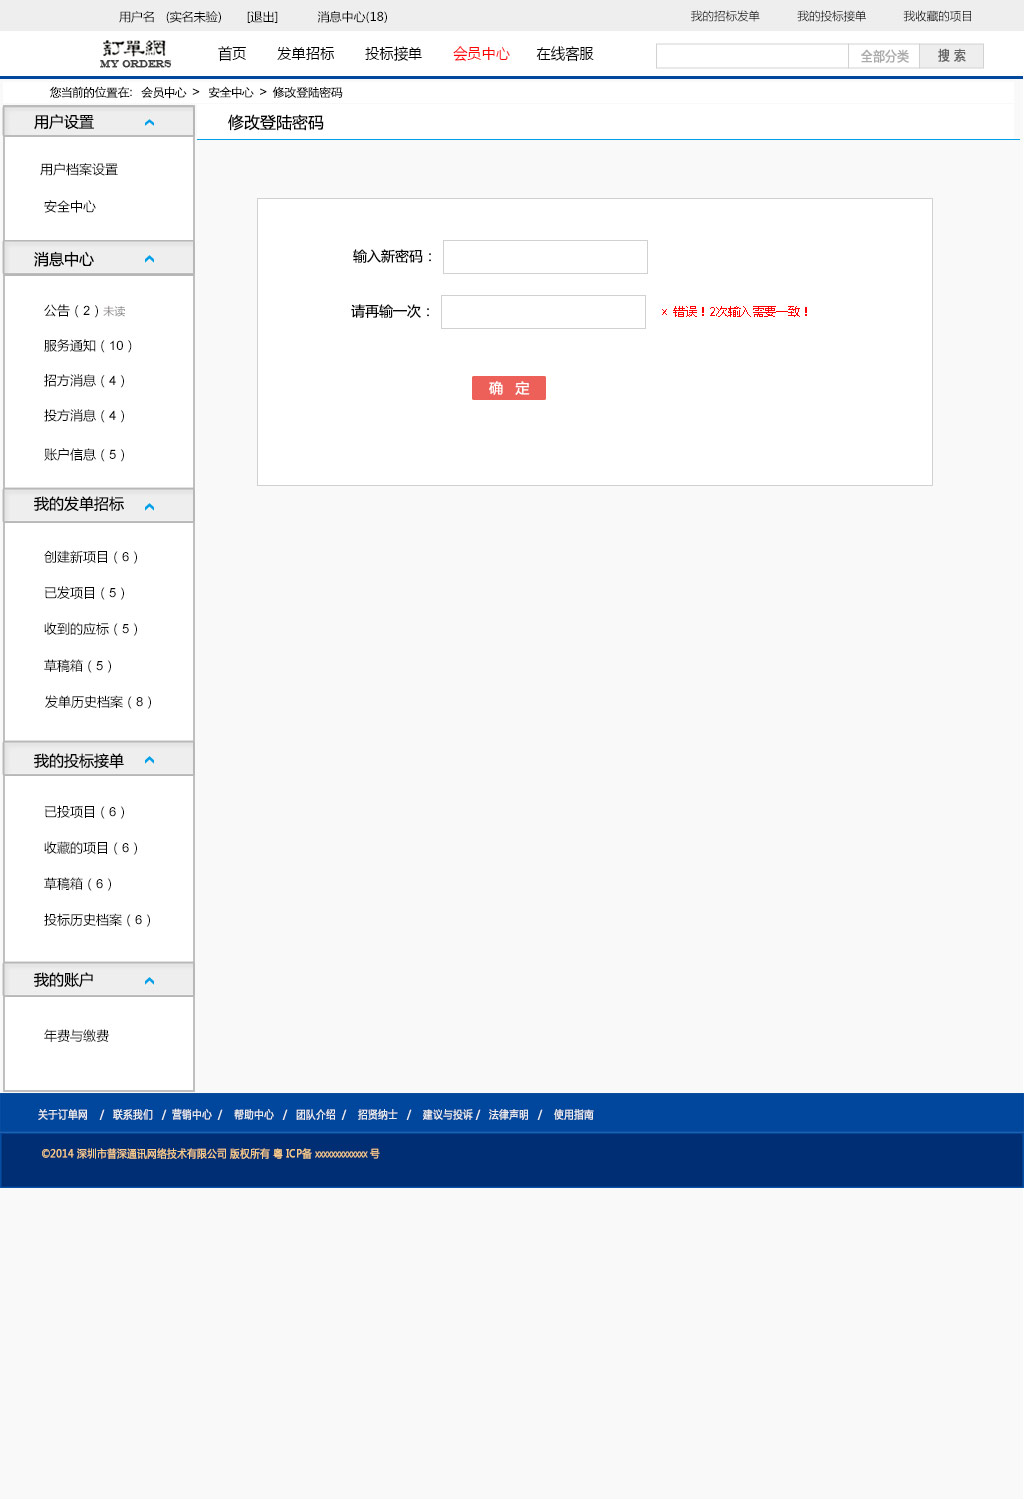 用户名 (实名未验) [退出] 消息中心(18) 我的招标发单 我的投标接单 我收藏的项目
訂單網
MY ORDERS
首页 发单招标 投标接单 会员中心 在线客服 全部分类 搜 索
您当前的位置在: 会员中心 > 安全中心 > 修改登陆密码
用户设置
用户档案设置
安全中心
消息中心
公告（2）未读
服务通知（10）
招方消息（4）
投方消息（4）
账户信息（5）
我的发单招标
创建新项目（6）
已发项目（5）
收到的应标（5）
草稿箱（5）
发单历史档案（8）
我的投标接单
已投项目（6）
收藏的项目（6）
草稿箱（6）
投标历史档案（6）
我的账户
年费与缴费
修改登陆密码
输入新密码：
请再输一次： x 错误！2次输入需要一致！
确 定
关于订单网 / 联系我们 / 营销中心 / 帮助中心 / 团队介绍 / 招贤纳士 / 建议与投诉 / 法律声明 / 使用指南
©2014 深圳市普深通讯网络技术有限公司 版权所有 粤 ICP备 xxxxxxxxxxxx 号